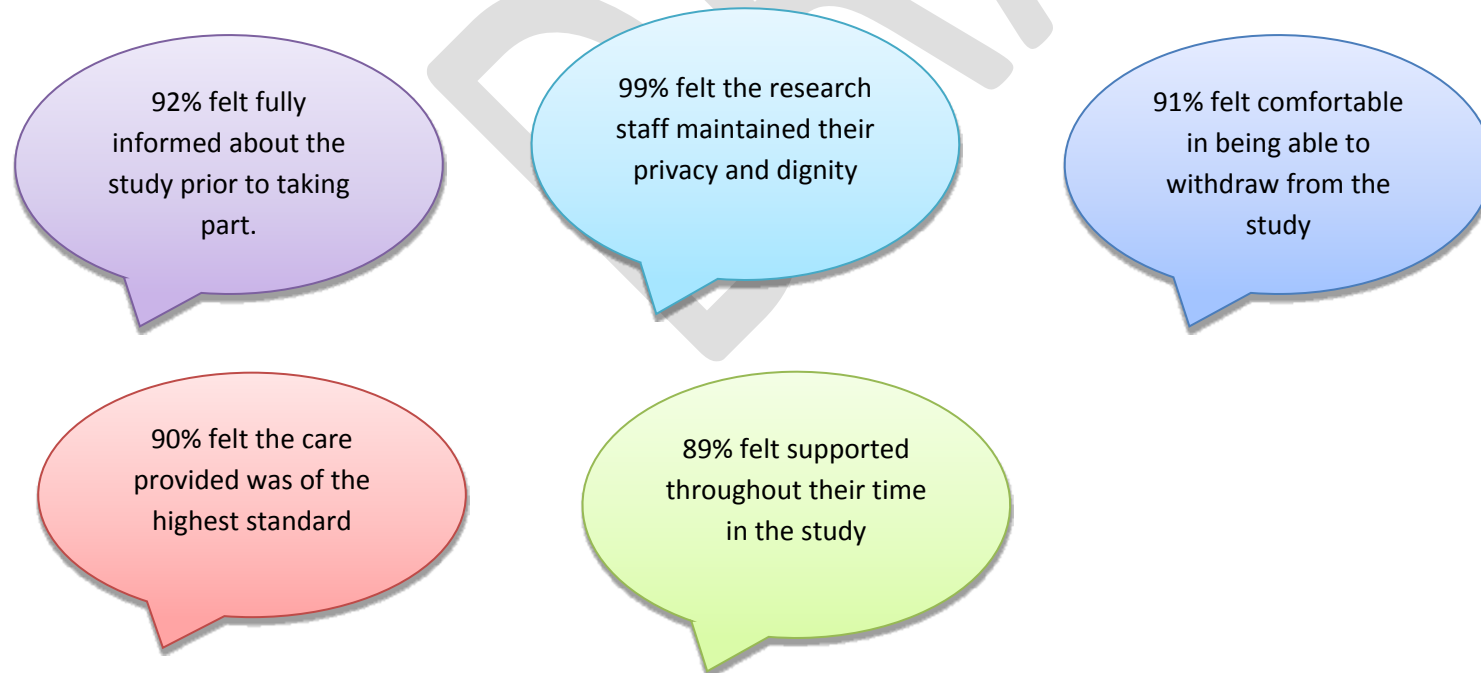 92% felt fully
informed about the
study prior to taking
part.
99% felt the research
staff maintained their
privacy and dignity
91% felt comfortable
in being able to
withdraw from the
study
90% felt the care
provided was of the
highest standard
89% felt supported
throughout their time
in the study